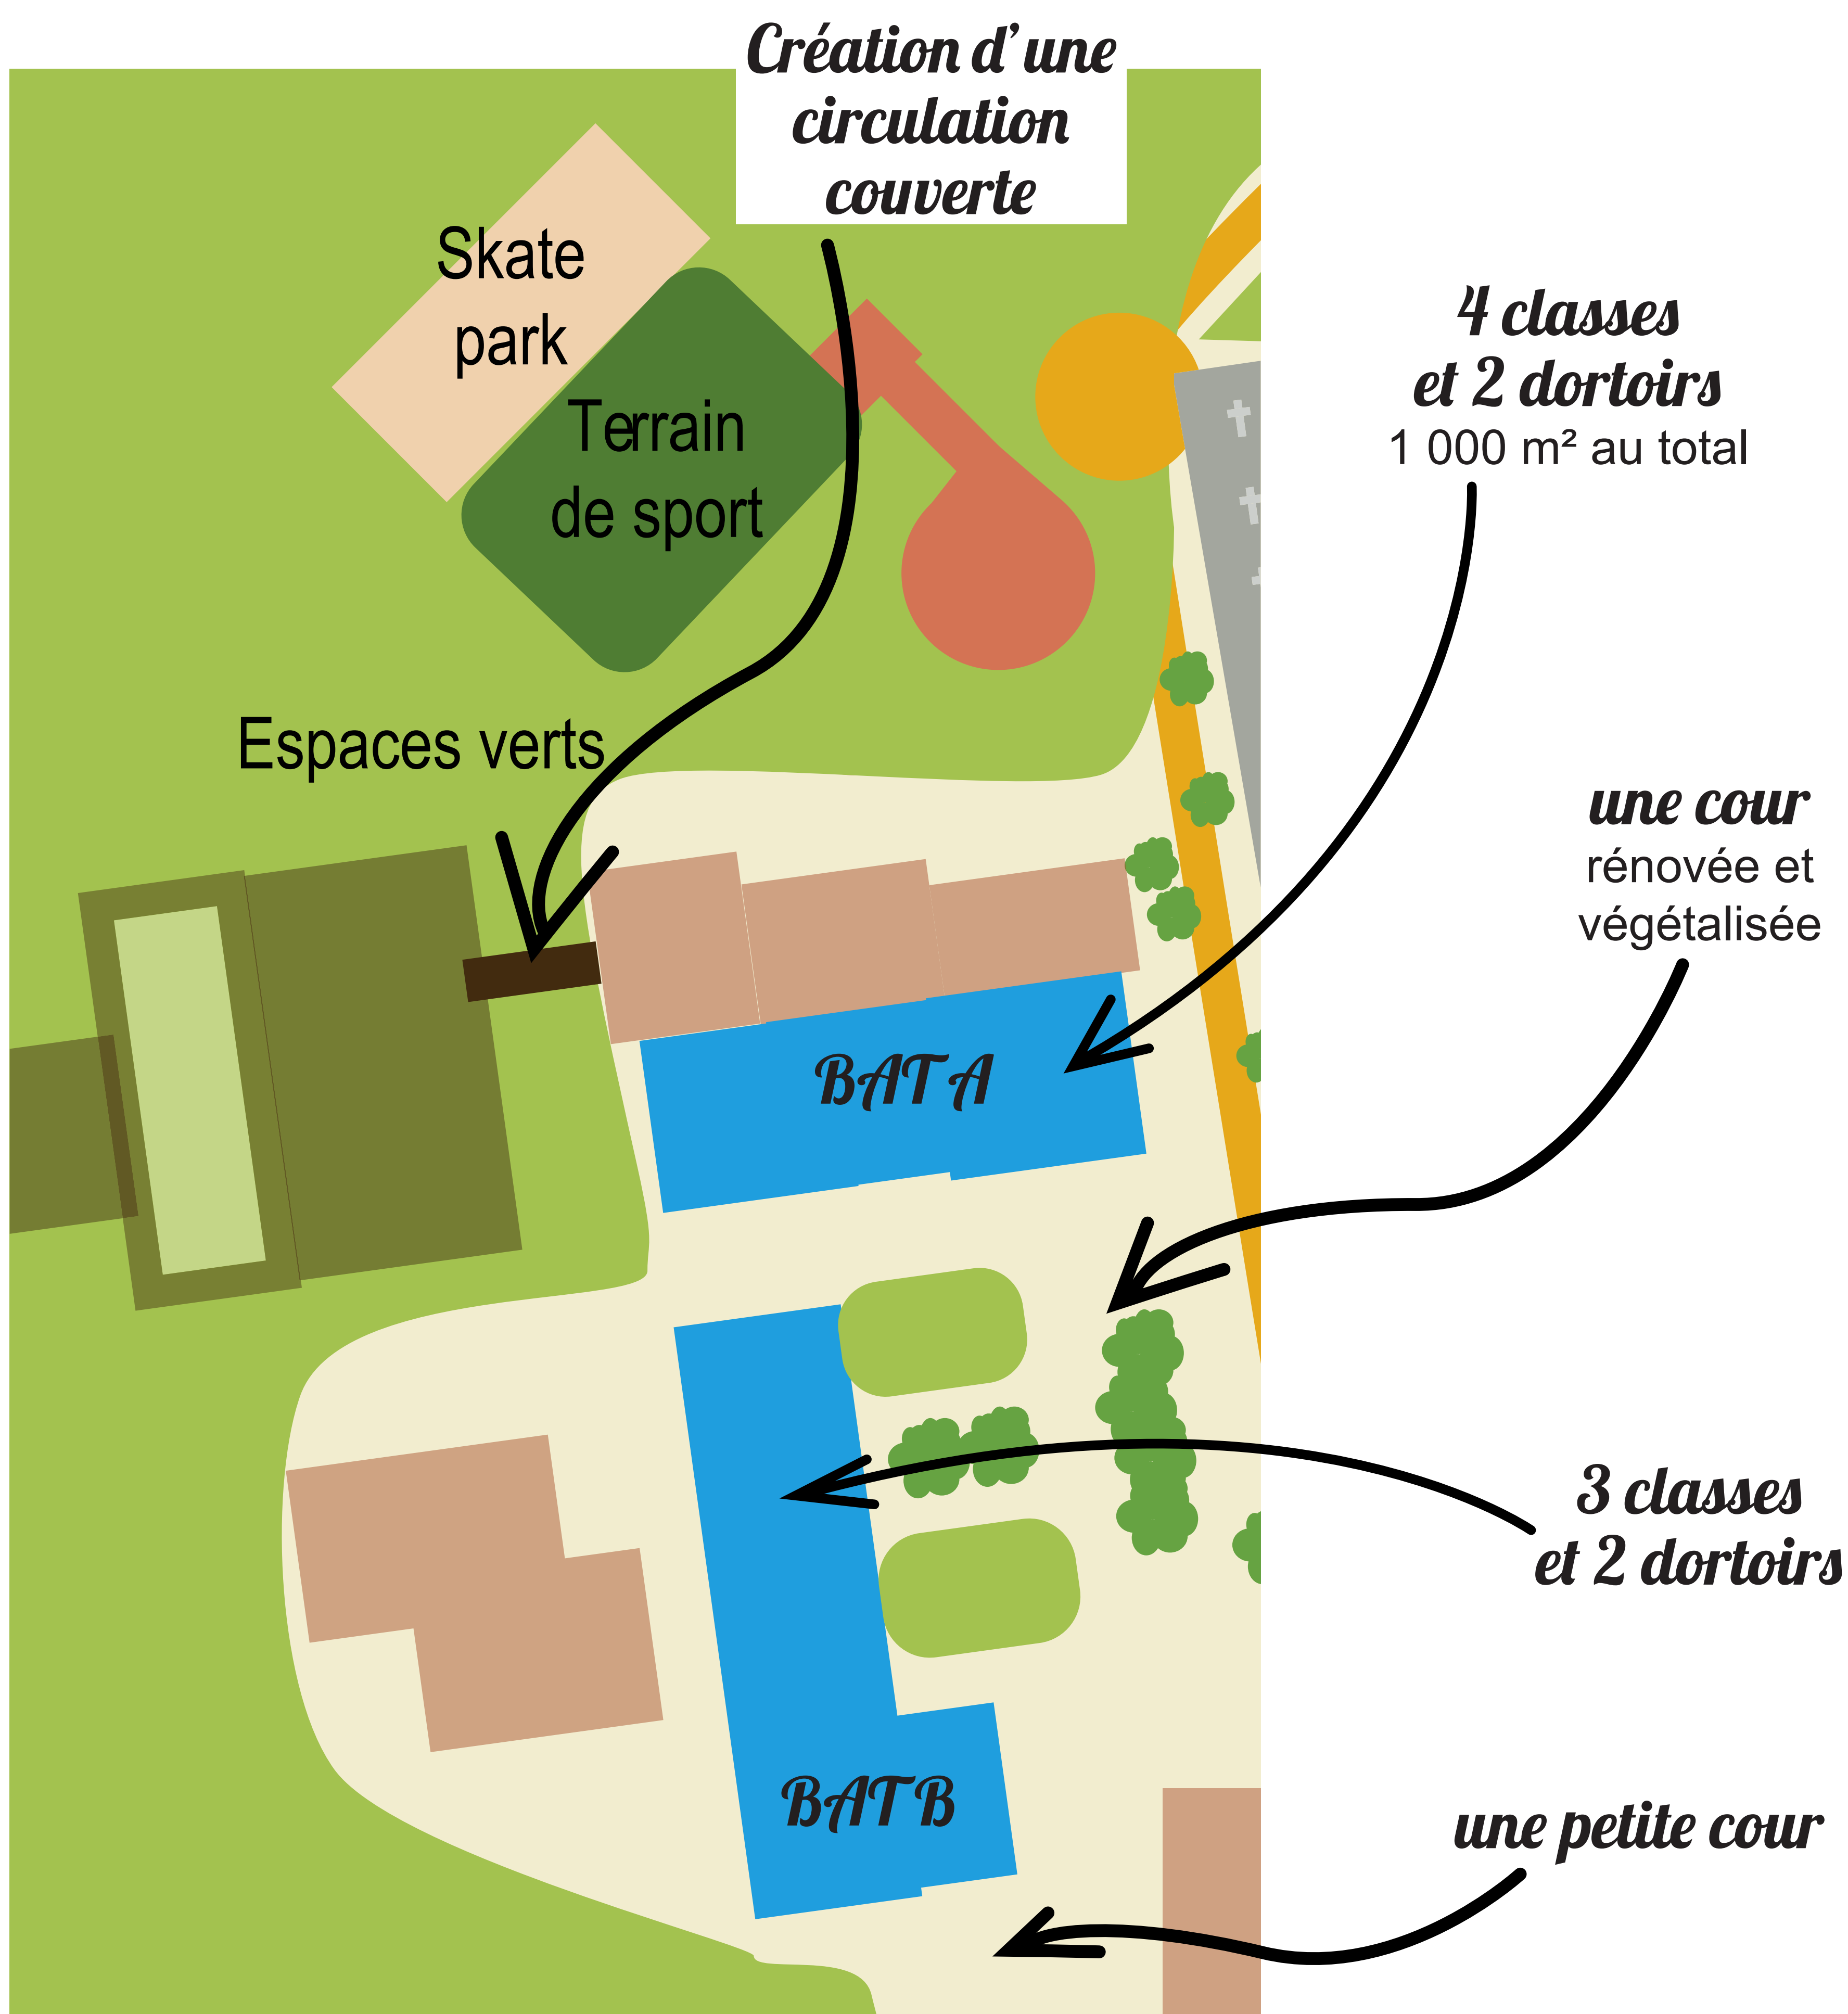 Création d’une
circulation
couverte
Skate
park
Terrain
de sport
Espaces verts
4 classes
et 2 dortoirs
1 000 m² au total
une cour
rénovée et
végétalisée
BAT A
3 classes
et 2 dortoirs
BAT B
une petite cour